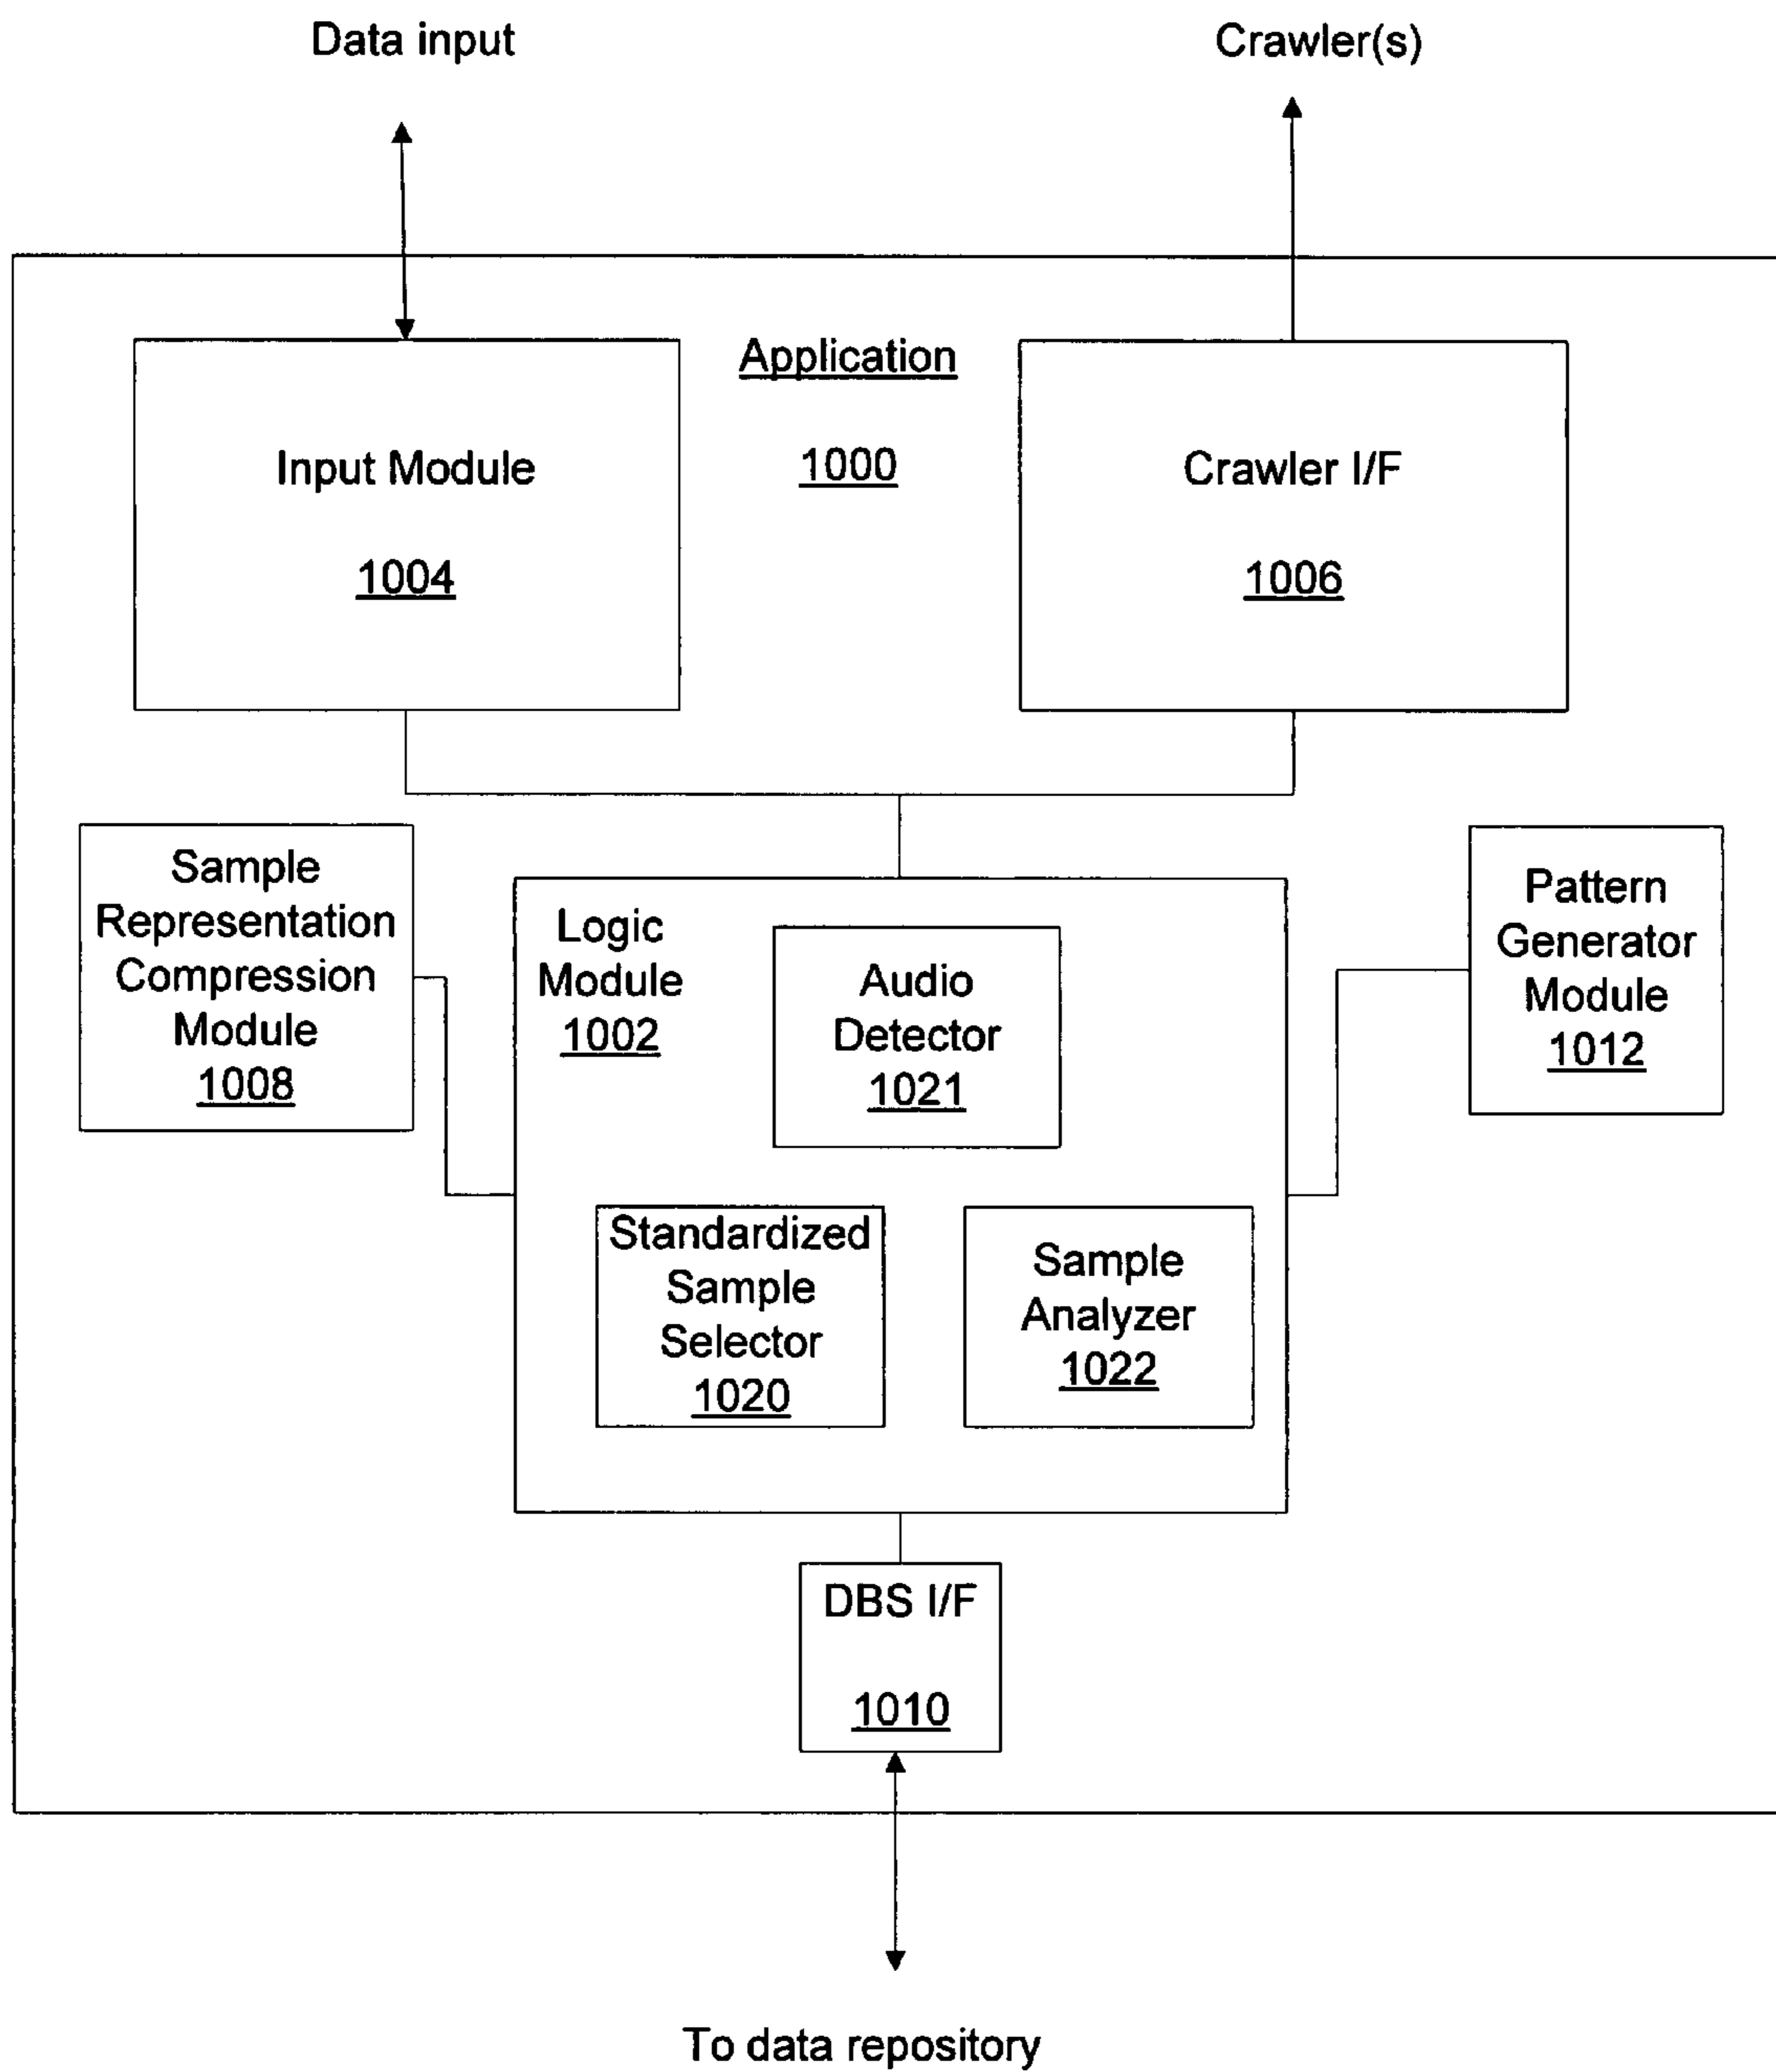 Data input
Crawler(s)
Application
1000
Input Module
1004
Crawler I/F
1006
Sample
Representation
Compression
Module
1008
Logic
Module
1002
Audio
Detector
1021
Pattern
Generator
Module
1012
Standardized
Sample
Selector
1020
Sample
Analyzer
1022
DBS I/F
1010
To data repository